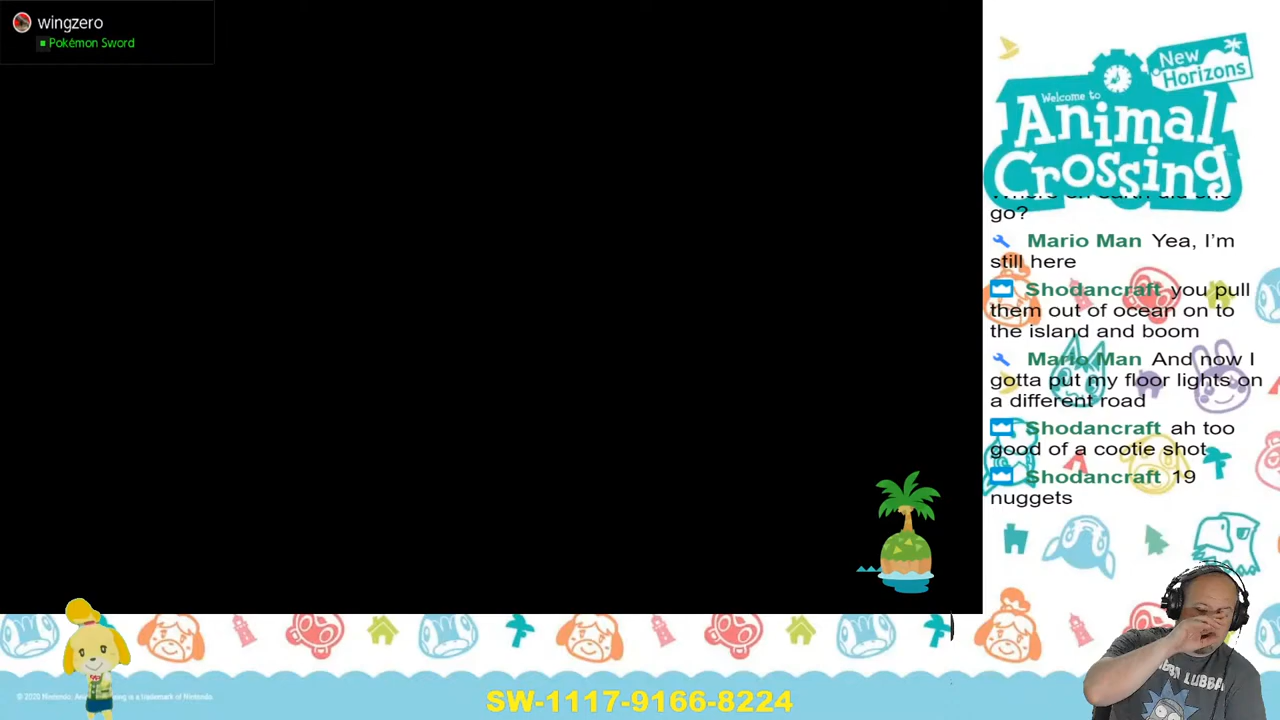 wingzero
Pokémon Sword
New
Horizons
Welcome to
Animal
Crossing
go?
Mario Man Yea, I'm
still here
Shodancraft you pull
them out of ocean on to
the island and boom
Mario Man And now I
gotta put my floor lights on
a different road
Shodancraft ah too
good of a cootie shot
Shodancraft 19
nuggets
SW-1117-9166-8224